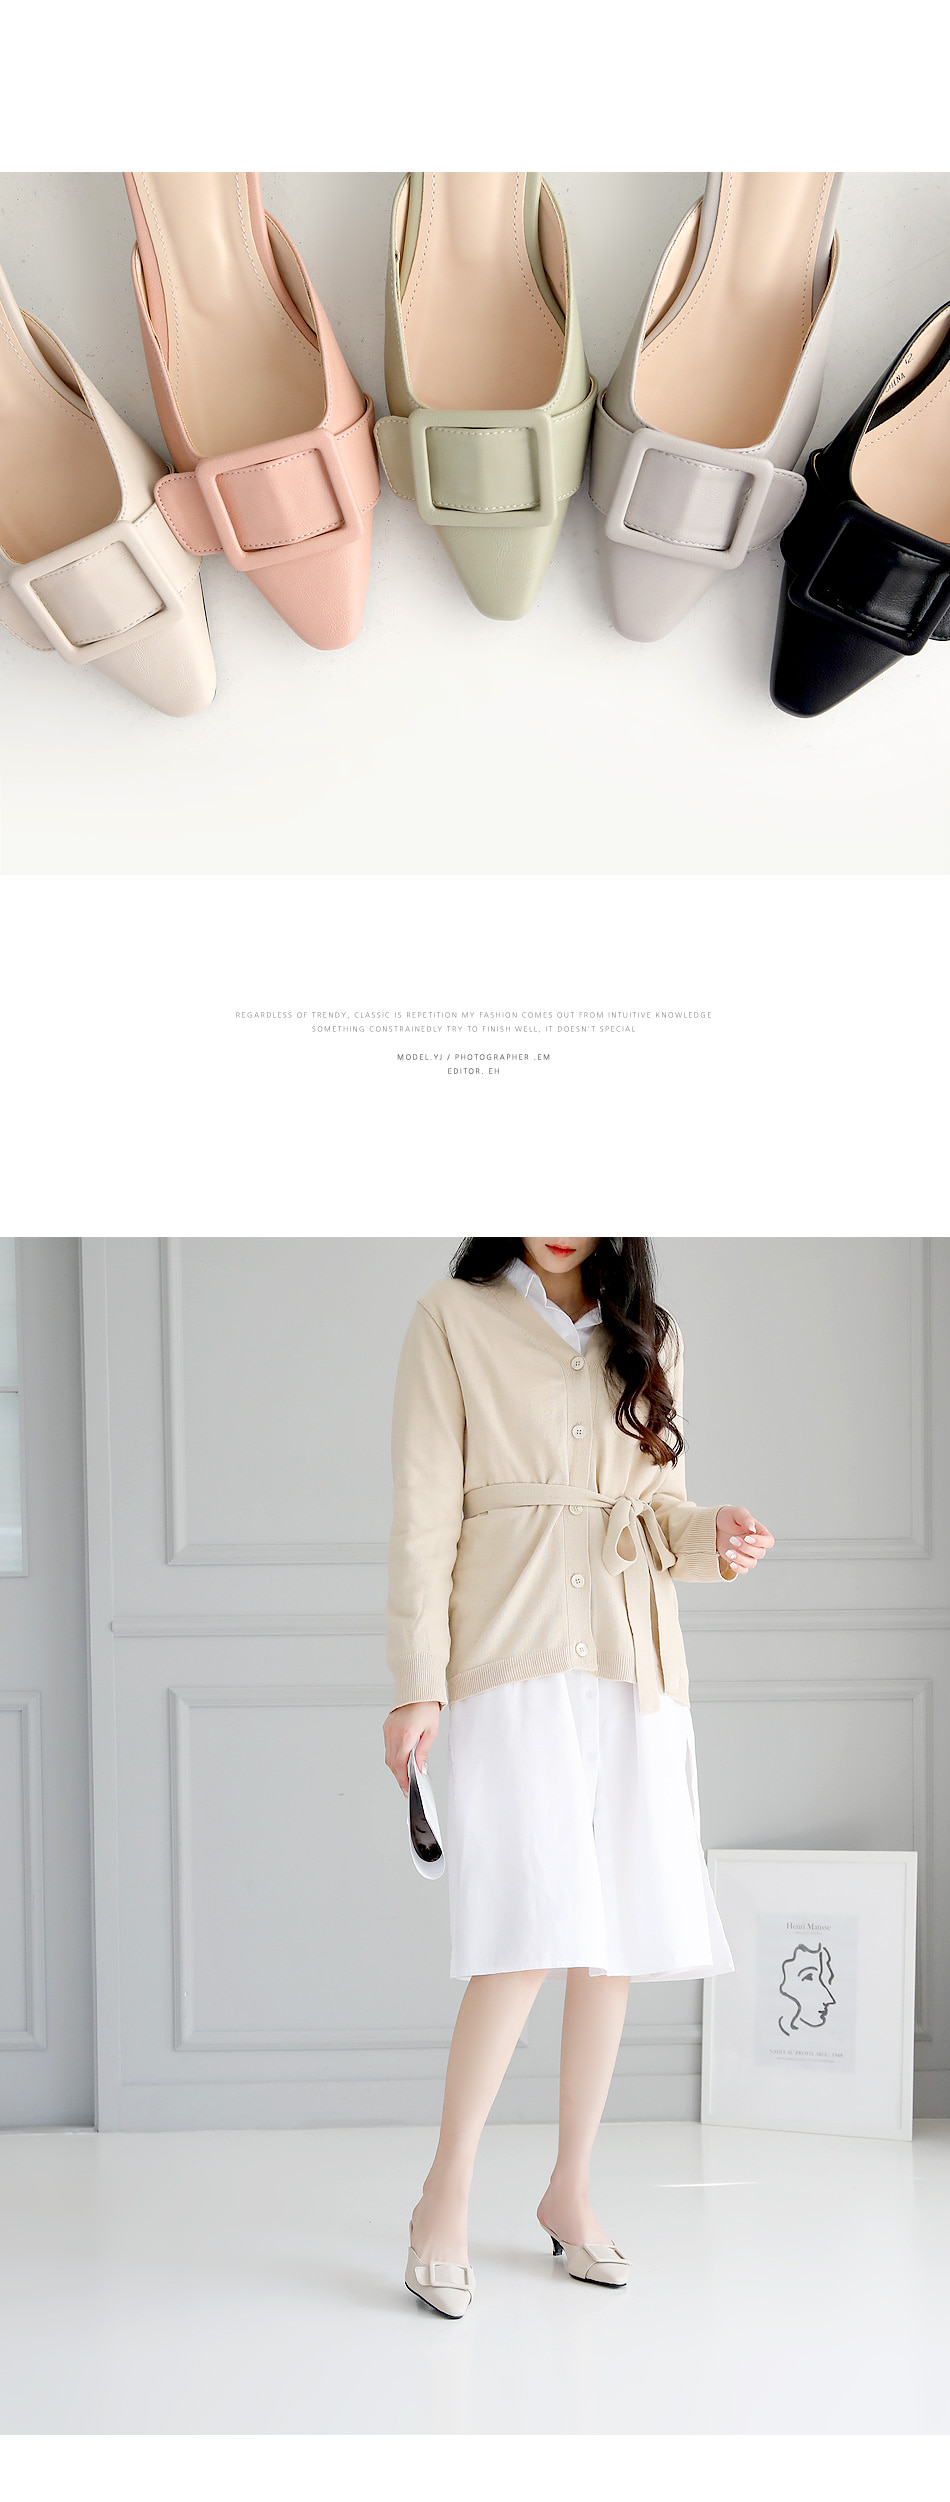 CHINA
REGARDLESS OF TRENDY, CLASSIC IS REPETITION MY FASHION COMES OUT FROM INTUITIVE KNOWLEDGE
SOMETHING CONSTRAINEDLY TRY TO FINISH WELL, IT DOESN'T SPECIAL
MODEL.YJ / PHOTOGRAPHER .EM
EDITOR. EH
Henri Matisse